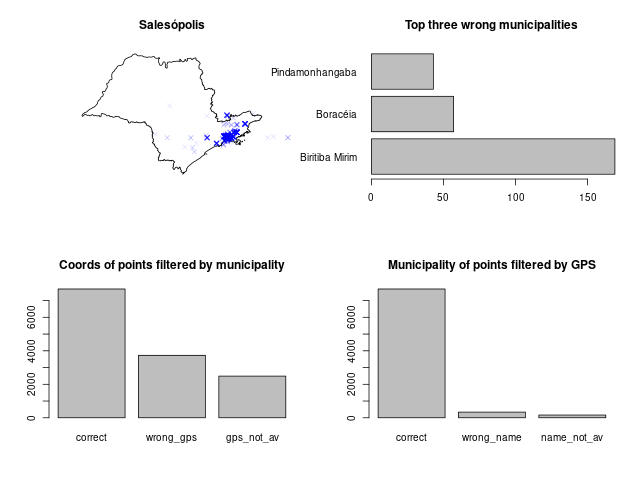 Salesópolis
Top three wrong municipalities
Pindamonhangaba
Boracéia
Biritiba Mirim
0 50 100 150
Coords of points filtered by municipality
0 2000 4000 6000
correct wrong_gps gps_not_av
Municipality of points filtered by GPS
0 2000 4000 6000
correct wrong_name name_not_av